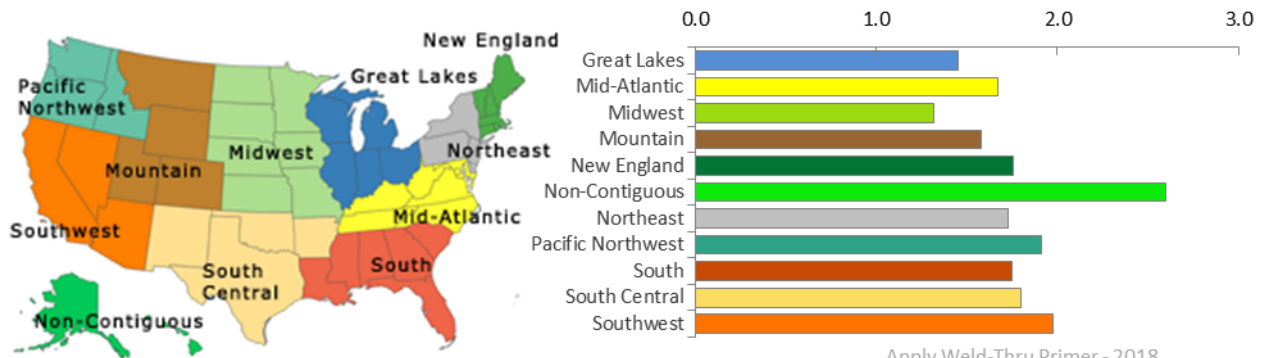 New England
Great Lakes
Pacific
Northwest
Northeast
Midwest
Mountain
Mid-Atlantic
Southwest
South
South
Central
Non-Contiguous
0.0 1.0 2.0 3.0
Great Lakes
Mid-Atlantic
Midwest
Mountain
New England
Non-Contiguous
Northeast
Pacific Northwest
South
South Central
Southwest
Apply Weld-Thru Primer - 2018